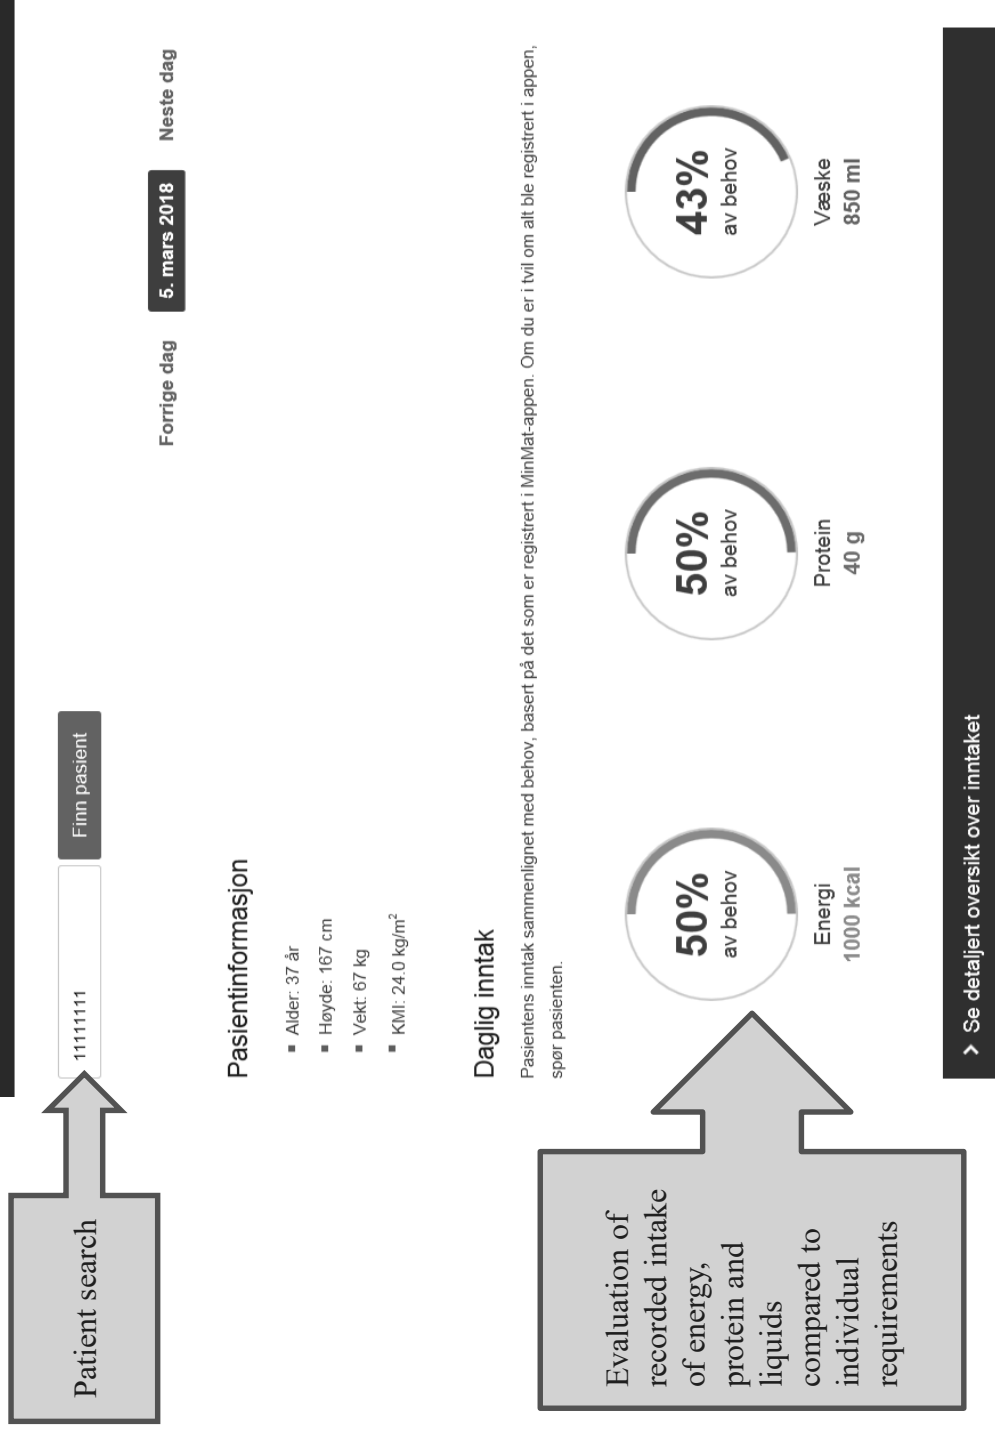 Patient search
11111111
Finn pasient
Forrige dag
5. mars 2018
Neste dag
Pasientinformasjon
▪ Alder: 37 år
▪ Høyde: 167 cm
▪ Vekt: 67 kg
▪ KMI: 24.0 kg/m²
Daglig inntak
Pasientens inntak sammenlignet med behov, basert på det som er registrert i MinMat-appen. Om du er i tvil om alt ble registrert i appen,
spør pasienten.
Evaluation of
recorded intake
of energy,
protein and
liquids
compared to
individual
requirements
50%
av behov
Energi
1000 kcal
50%
av behov
Protein
40 g
43%
av behov
Væske
850 ml
> Se detaljert oversikt over inntaket